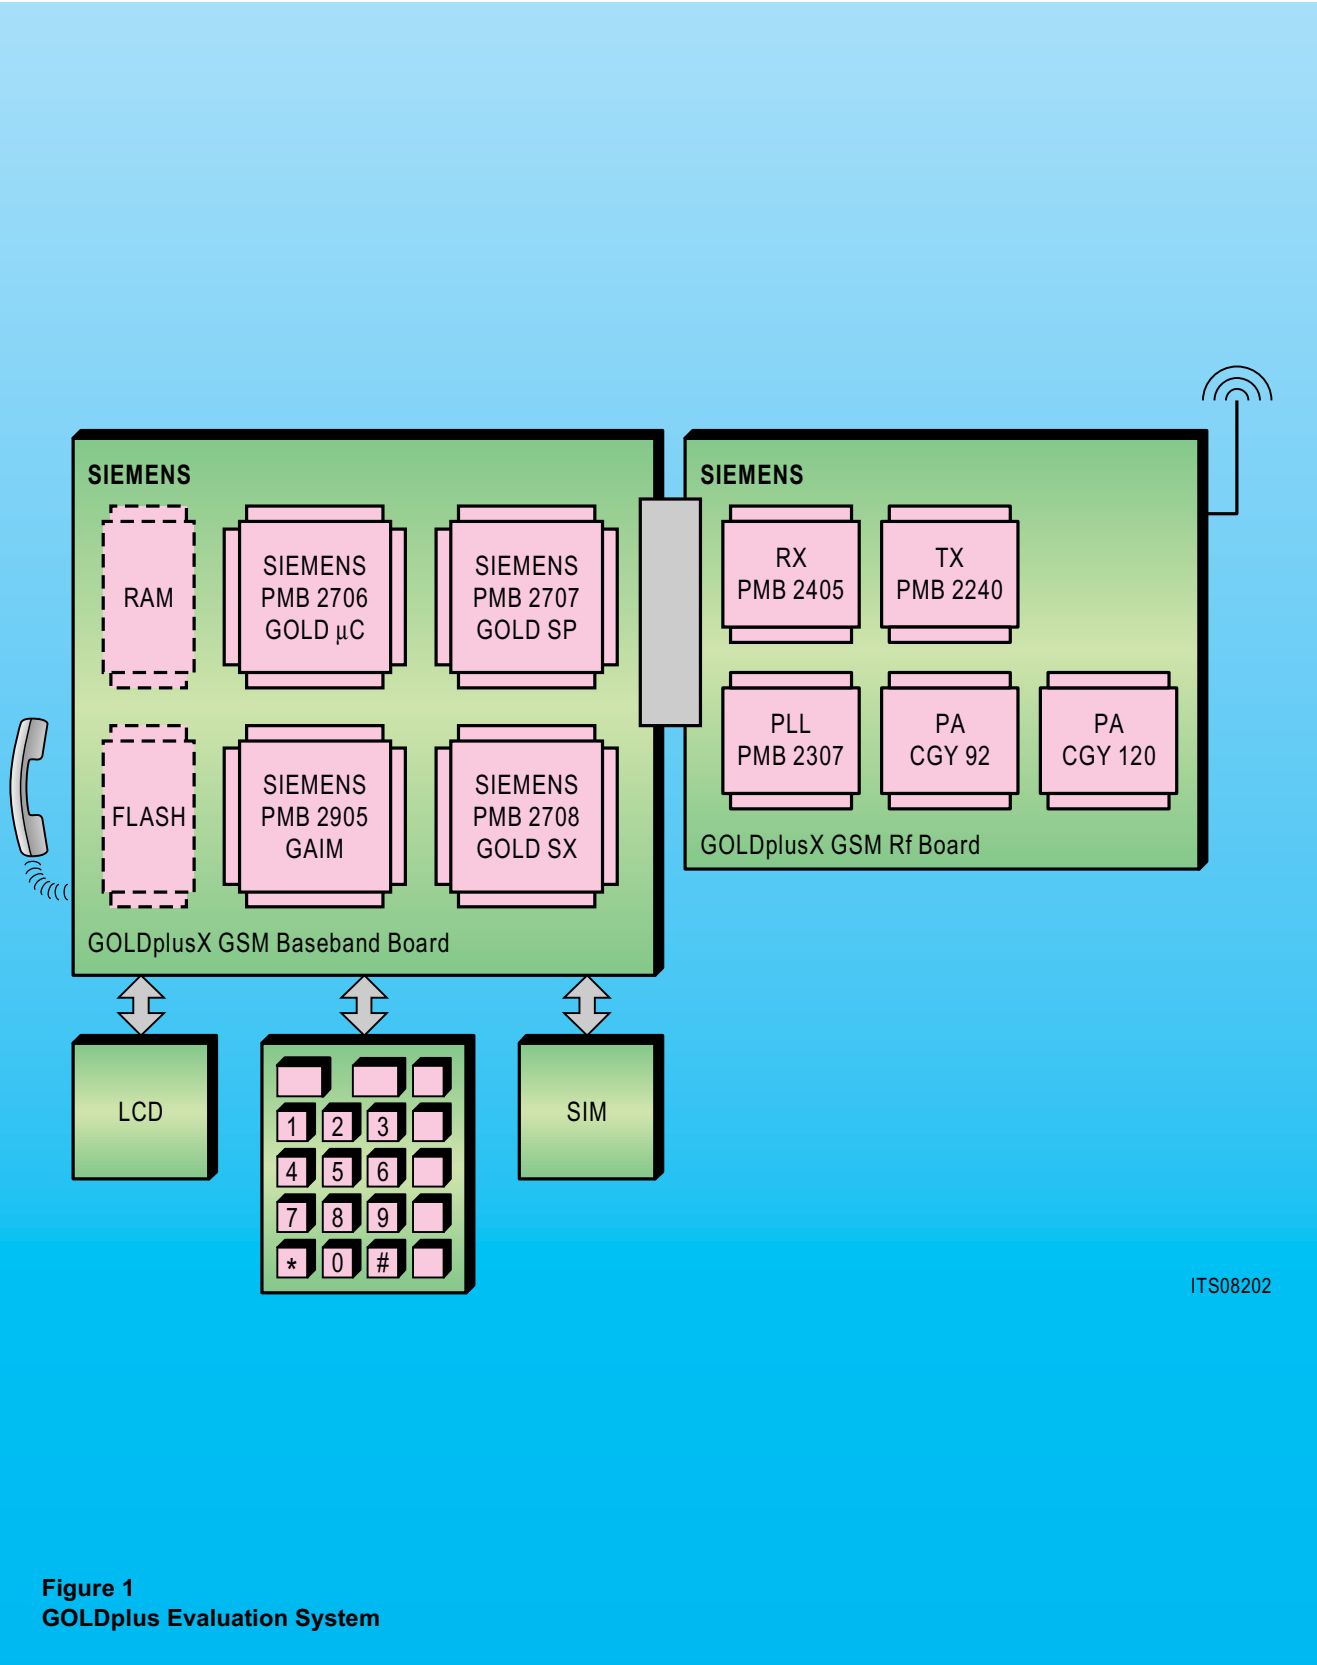 SIEMENS
RAM
SIEMENS
PMB 2706
GOLD μC
SIEMENS
PMB 2707
GOLD SP
FLASH
SIEMENS
PMB 2905
GAIM
SIEMENS
PMB 2708
GOLD SX
GOLDplusX GSM Baseband Board
SIEMENS
RX
PMB 2405
TX
PMB 2240
PLL
PMB 2307
PA
CGY 92
PA
CGY 120
GOLDplusX GSM Rf Board
LCD
1 2 3
4 5 6
7 8 9
* 0 #
SIM
ITS08202
Figure 1
GOLDplus Evaluation System